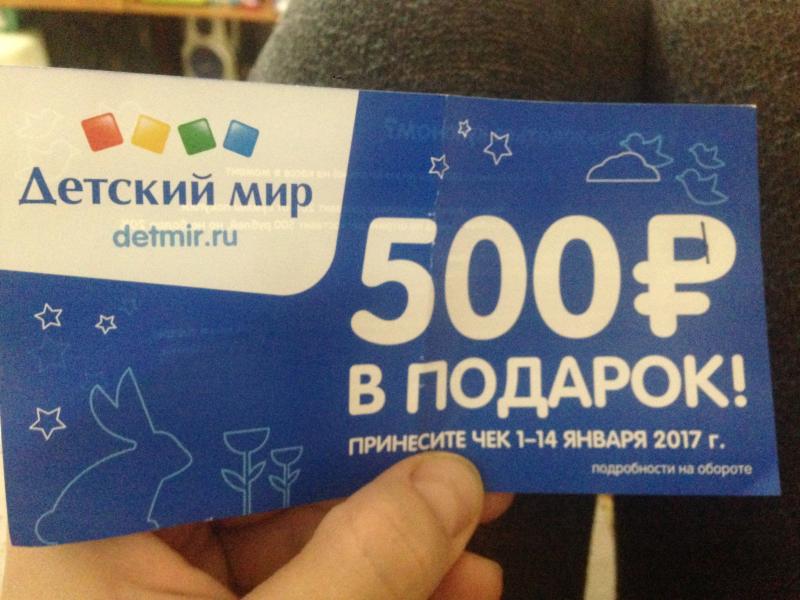 Детский мир
detmir.ru
500₽
В ПОДАРОК!
ПРИНЕСИТЕ ЧЕК 1-14 ЯНВАРЯ 2017 г.
подробности на обороте